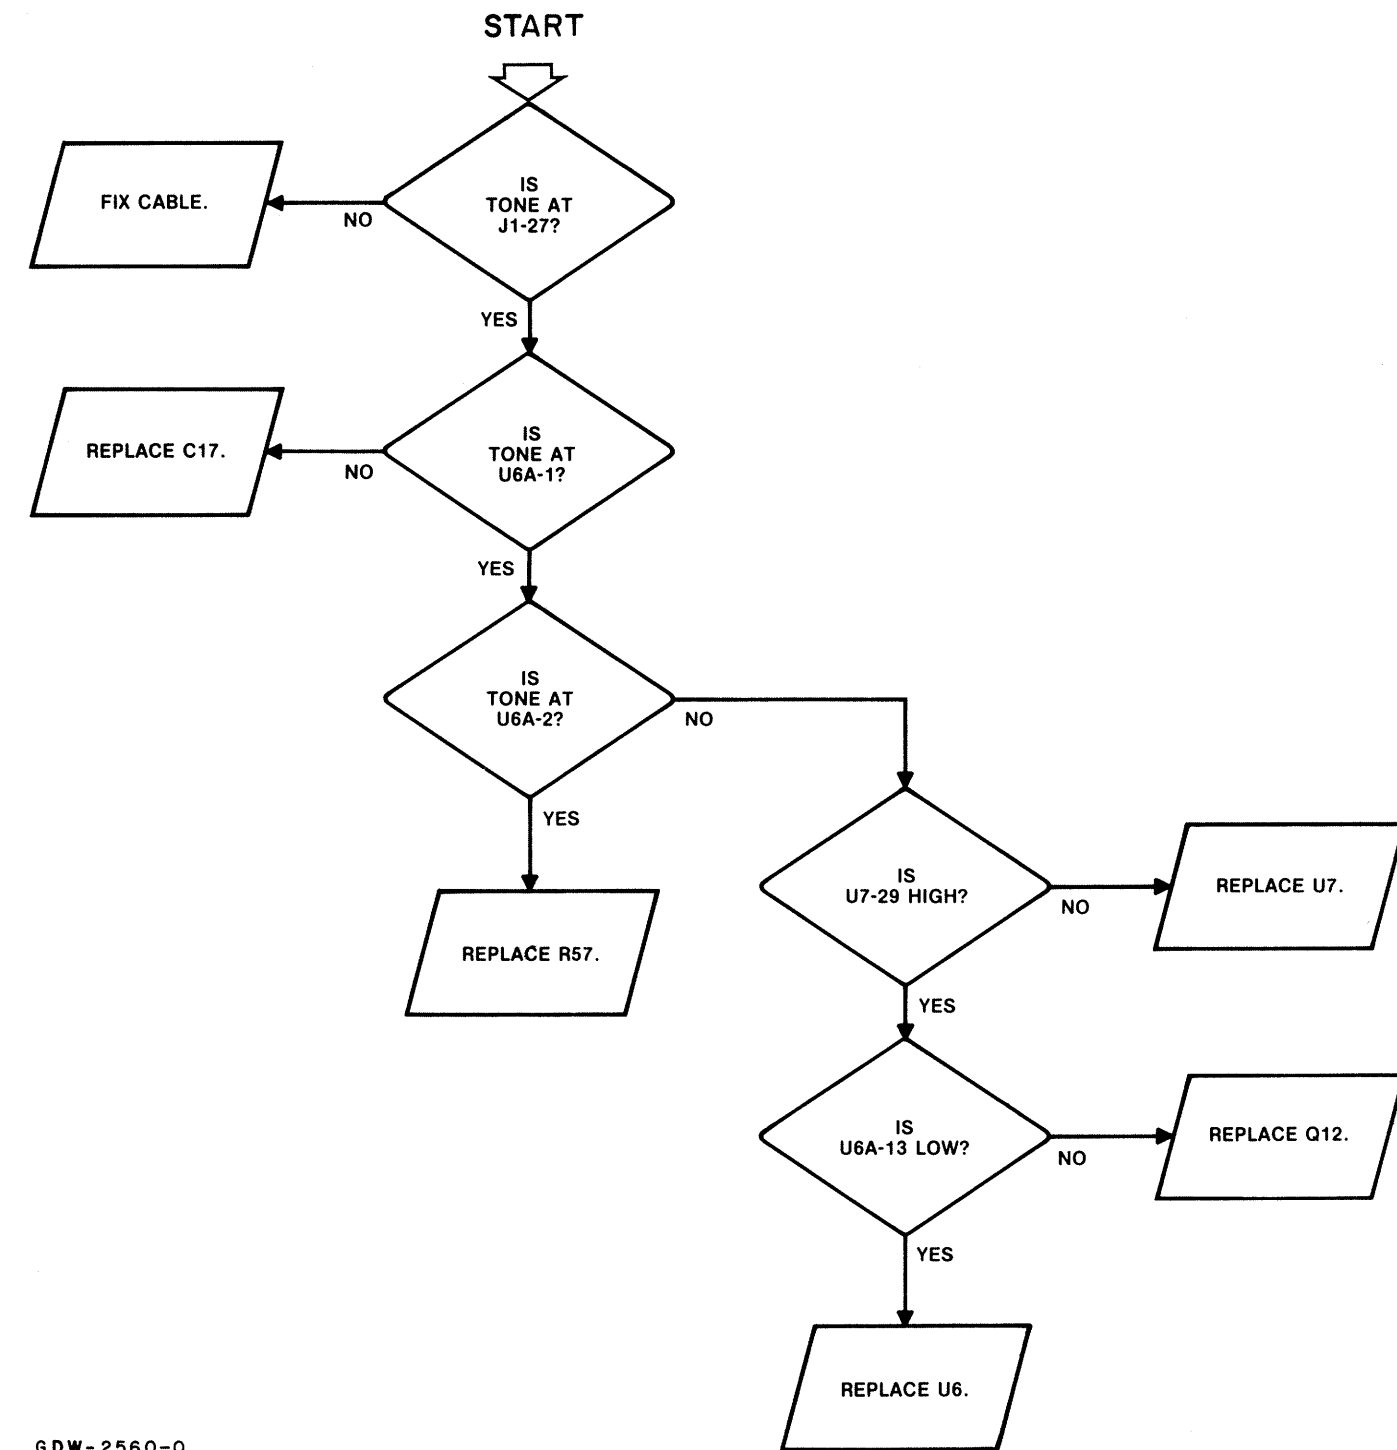 START
IS
TONE AT
J1-27?
FIX CABLE.
NO
YES
IS
TONE AT
U6A-1?
REPLACE C17.
NO
YES
IS
TONE AT
U6A-2?
NO
YES
REPLACE R57.
IS
U7-29 HIGH?
NO
REPLACE U7.
YES
IS
U6A-13 LOW?
NO
REPLACE Q12.
YES
REPLACE U6.
GDW-2560-0